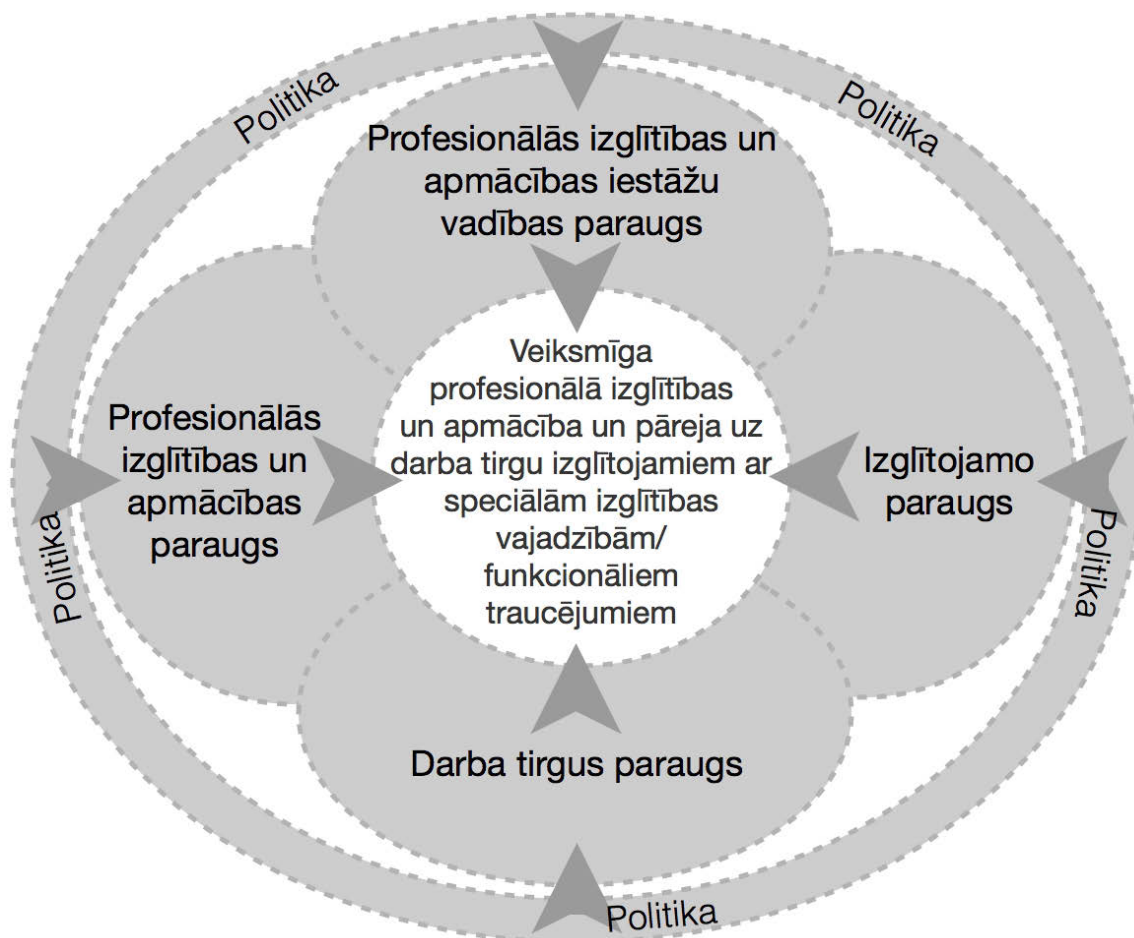 Politika
Politika
Profesionālās izglītības un
apmācības iestāžu
vadības paraugs
Profesionālās
izglītības un
apmācības
paraugs
Veiksmīga
profesionālā izglītības
un apmācība un pāreja uz
darba tirgu izglītojamiem ar
speciālām izglītības
vajadzībām/
funkcionāliem
traucējumiem
Izglītojamo
paraugs
Politika
Politika
Darba tirgus paraugs
Politika